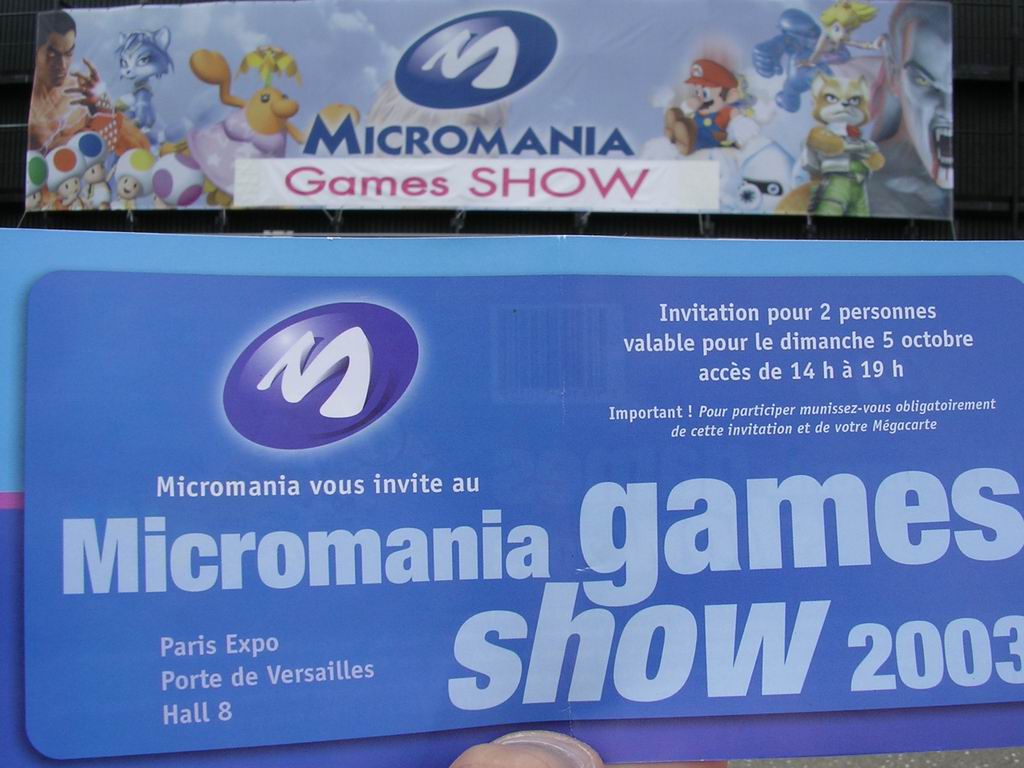 M
MICROMANIA
Games SHOW
M
Invitation pour 2 personnes
valable pour le dimanche 5 octobre
accès de 14 h à 19 h
Important ! Pour participer munissez-vous obligatoirement
de cette invitation et de votre Mégacarte
Micromania vous invite au
Micromania games
show 2003
Paris Expo
Porte de Versailles
Hall 8